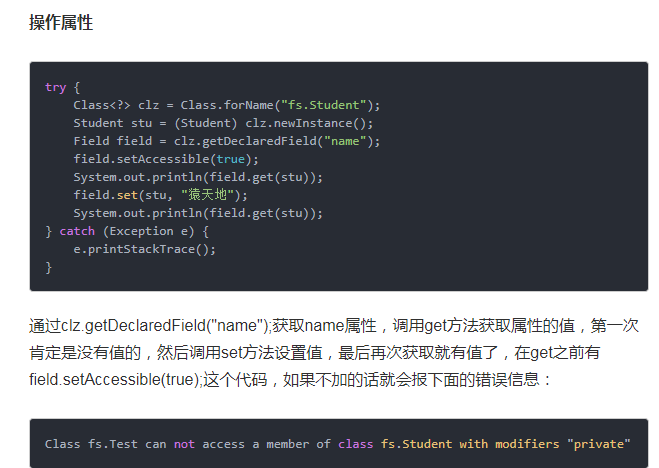 操作属性
try {
    Class<?> clz = Class.forName("fs.Student");
    Student stu = (Student) clz.newInstance();
    Field field = clz.getDeclaredField("name");
    field.setAccessible(true);
    System.out.println(field.get(stu));
    field.set(stu, "猿天地");
    System.out.println(field.get(stu));
} catch (Exception e) {
    e.printStackTrace();
}
通过clz.getDeclaredField("name");获取name属性，调用get方法获取属性的值，第一次
肯定是没有值的，然后调用set方法设置值，最后再次获取就有值了，在get之前有
field.setAccessible(true);这个代码，如果不加的话就会报下面的错误信息：
Class fs.Test can not access a member of class fs.Student with modifiers "private"